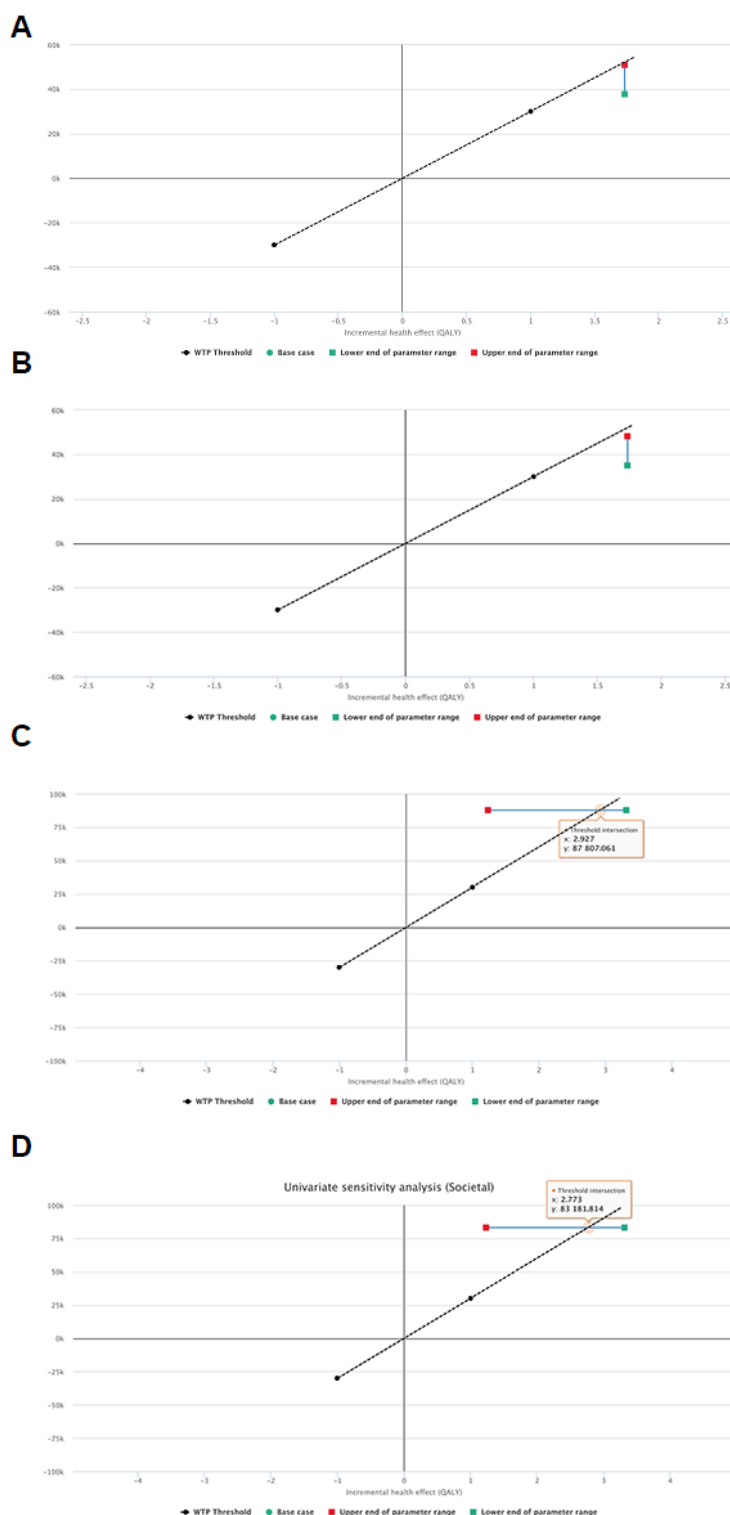 A
60k
40k
20k
0k
−20k
−40k
−60k
−2.5 −2 −1.5 −1 −0.5 0 0.5 1 1.5 2 2.5
Incremental health effect (QALY)
WTP Threshold Base case Lower end of parameter range Upper end of parameter range
B
60k
40k
20k
0k
−20k
−40k
−60k
−2.5 −2 −1.5 −1 −0.5 0 0.5 1 1.5 2 2.5
Incremental health effect (QALY)
WTP Threshold Base case Lower end of parameter range Upper end of parameter range
C
100k
75k
50k
25k
0k
−25k
−50k
−75k
−100k
Threshold intersection
x: 2.927
y: 87 807.061
−4 −3 −2 −1 0 1 2 3 4
Incremental health effect (QALY)
WTP Threshold Base case Upper end of parameter range Lower end of parameter range
D
Univariate sensitivity analysis (Societal)
Threshold intersection
x: 2.773
y: 83 181.814
100k
75k
50k
25k
0k
−25k
−50k
−75k
−100k
−4 −3 −2 −1 0 1 2 3 4
Incremental health effect (QALY)
WTP Threshold Base case Upper end of parameter range Lower end of parameter range